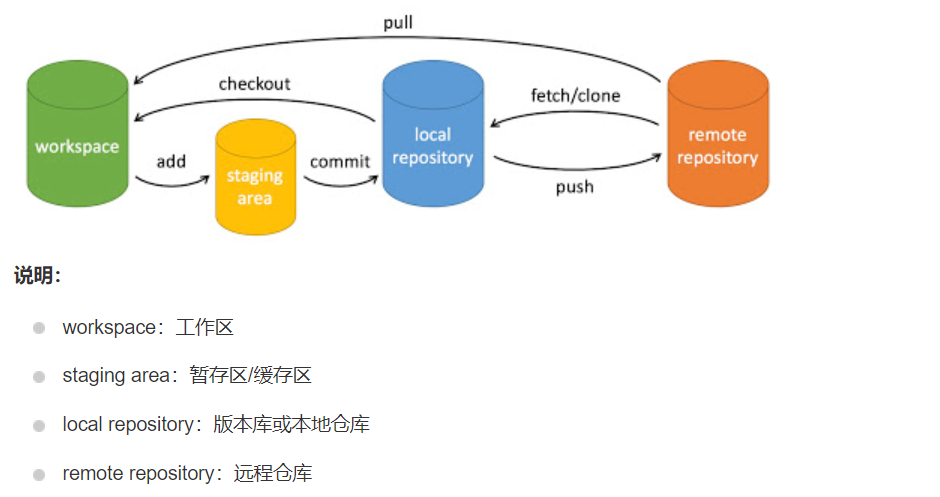 pull
checkout
fetch/clone
workspace
local
repository
remote
repository
add
staging
area
commit
push
说明：
workspace：工作区
staging area：暂存区/缓存区
local repository：版本库或本地仓库
remote repository：远程仓库